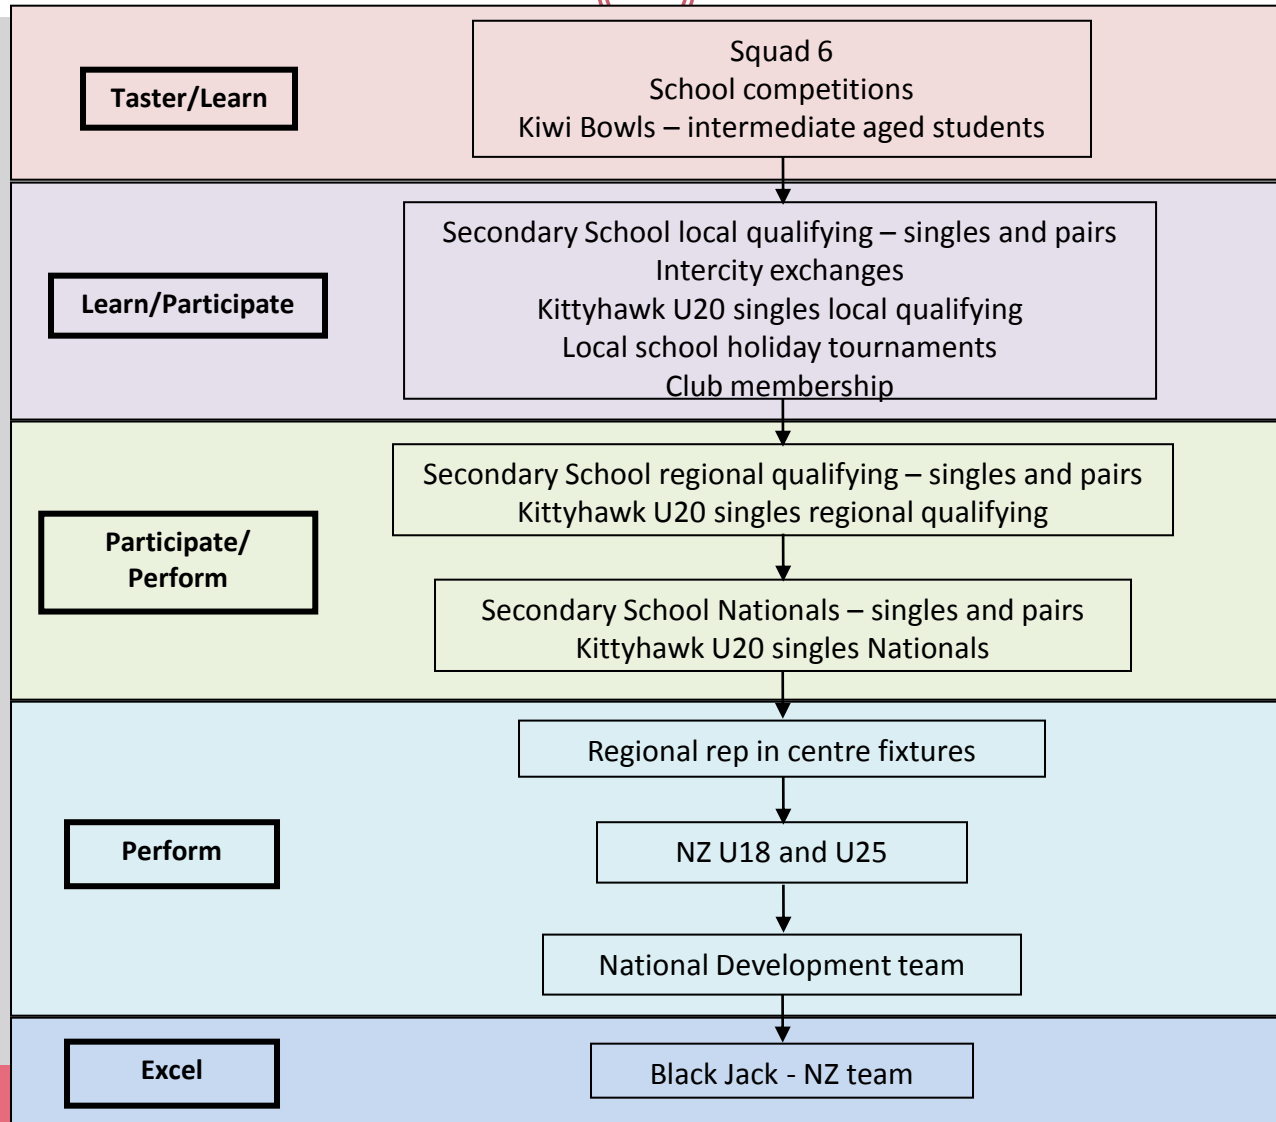 Taster/Learn
Squad 6
School competitions
Kiwi Bowls – intermediate aged students
Learn/Participate
Secondary School local qualifying – singles and pairs
Intercity exchanges
Kittyhawk U20 singles local qualifying
Local school holiday tournaments
Club membership
Participate/
Perform
Secondary School regional qualifying – singles and pairs
Kittyhawk U20 singles regional qualifying
Secondary School Nationals – singles and pairs
Kittyhawk U20 singles Nationals
Perform
Regional rep in centre fixtures
NZ U18 and U25
National Development team
Excel
Black Jack - NZ team